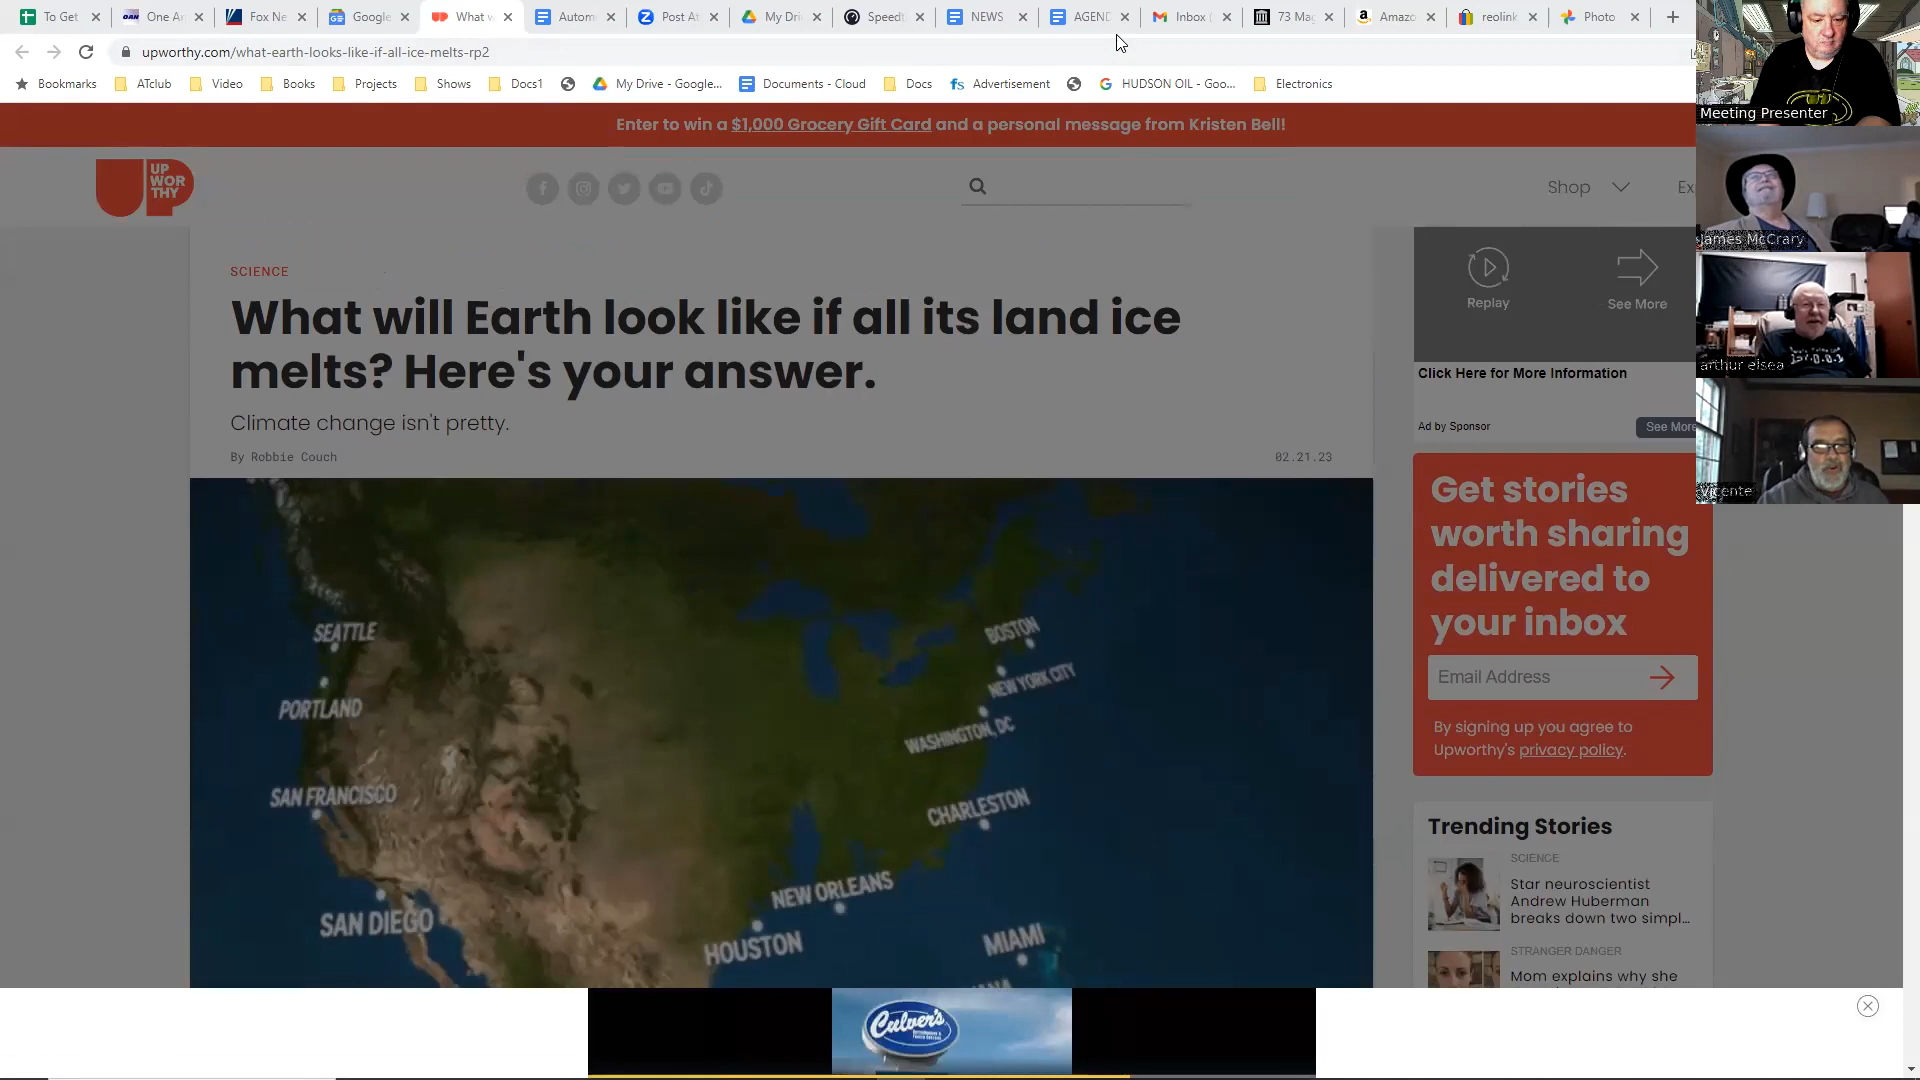 To Get
One Ar
Fox Ne
Google
What w
Autom
Post At
My Dri
Speedt
NEWS
AGEND
Inbox (
73 Mag
Amazo
reolink
Photo
upworthy.com/what-earth-looks-like-if-all-ice-melts-rp2
Bookmarks
ATclub
Video
Books
Projects
Shows
Docs1
My Drive - Google...
Documents - Cloud
Docs
fs Advertisement
HUDSON OIL - Goo...
Electronics
Meeting Presenter
James McCrary
arthur elsea
Vicente
Enter to win a $1,000 Grocery Gift Card and a personal message from Kristen Bell!
UP
WOR
THY
Shop
SCIENCE
What will Earth look like if all its land ice
melts? Here's your answer.
Climate change isn't pretty.
By Robbie Couch
02.21.23
SEATTLE
PORTLAND
SAN FRANCISCO
SAN DIEGO
BOSTON
NEW YORK CITY
WASHINGTON, DC
CHARLESTON
NEW ORLEANS
HOUSTON
MIAMI
Replay
See More
Click Here for More Information
Ad by Sponsor
See More
Get stories
worth sharing
delivered to
your inbox
Email Address
By signing up you agree to
Upworthy's privacy policy.
Trending Stories
SCIENCE
Star neuroscientist
Andrew Huberman
breaks down two simpl...
STRANGER DANGER
Mom explains why she
Culver's